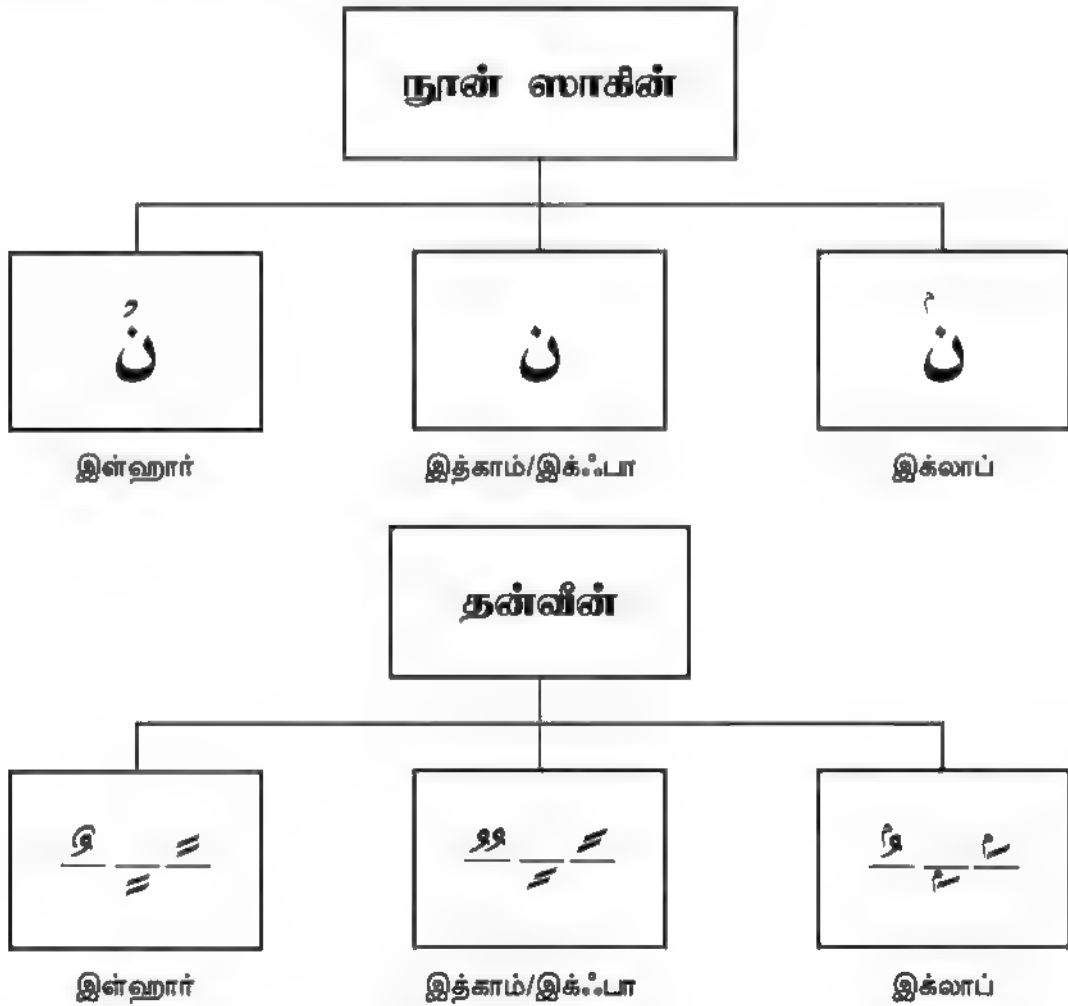 நூன் ஸாகின்
نْ ن نۢ
இள்ஹார் இத்காம்/இக்ஃபா இக்லாப்
தன்வீன்
இள்ஹார் இத்காம்/இக்ஃபா இக்லாப்